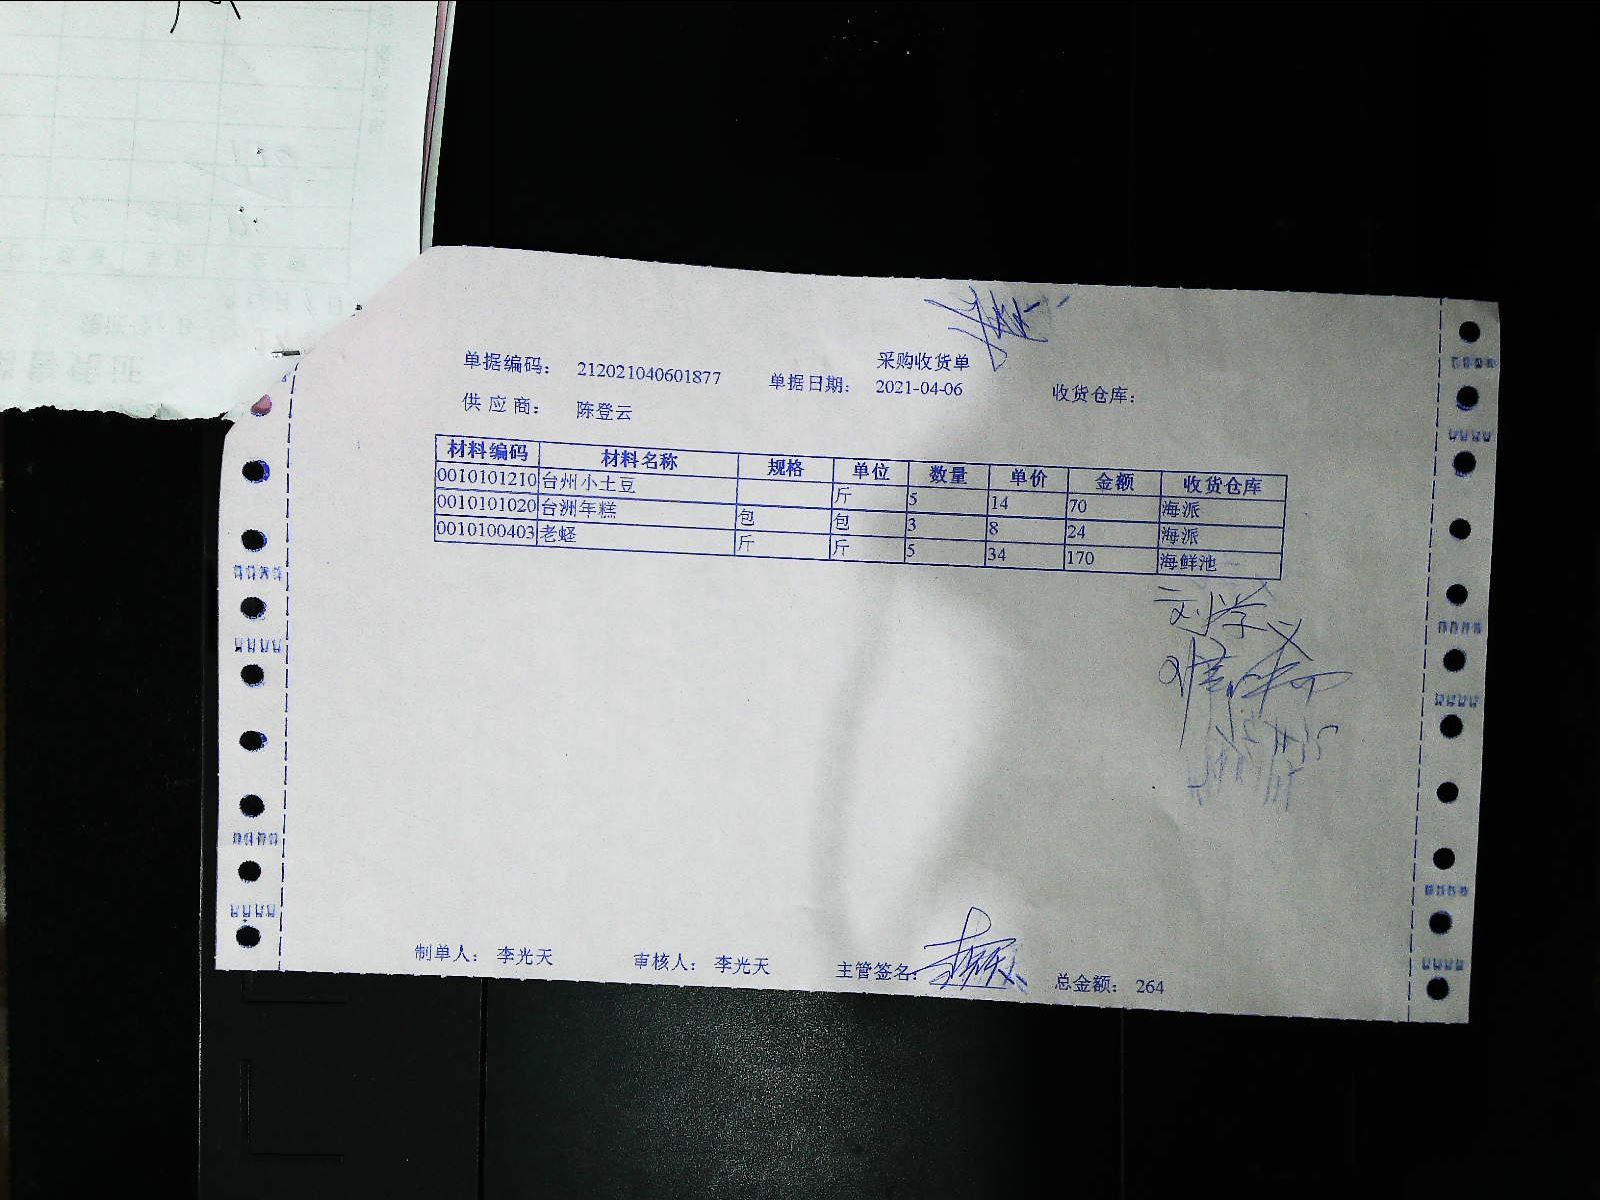 采购收货单
单据编码： 212021040601877 单据日期： 2021-04-06 收货仓库：
供应商： 陈登云
材料编码 材料名称 规格 单位 数量 单价 金额 收货仓库
0010101210 台州小土豆 斤 5 14 70 海派
0010101020 台洲年糕 包 包 3 8 24 海派
0010100403 老蛏 斤 斤 5 34 170 海鲜池
刘学义
制单人： 李光天 审核人： 李光天 主管签名： 总金额： 264